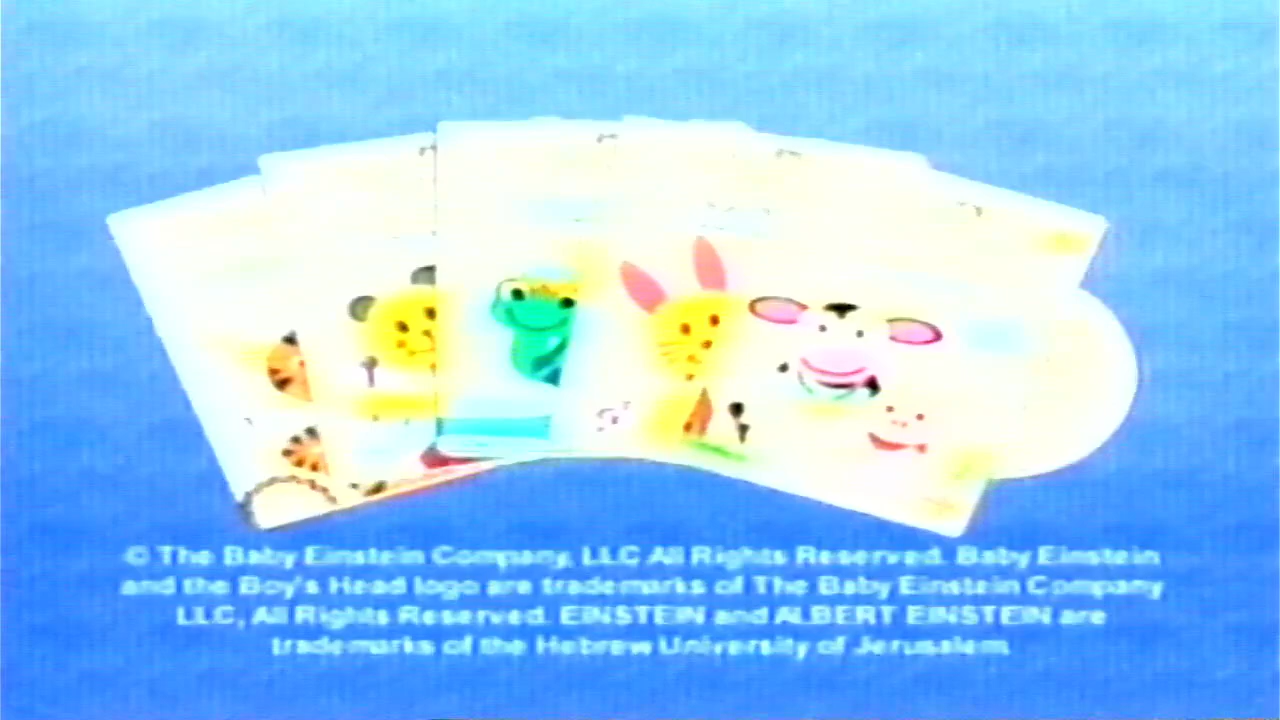 © The Baby Einstein Company, LLC All Rights Reserved. Baby Einstein
and the Boy's Head logo are trademarks of The Baby Einstein Company
LLC, All Rights Reserved. EINSTEIN and ALBERT EINSTEIN are
trademarks of the Hebrew University of Jerusalem.